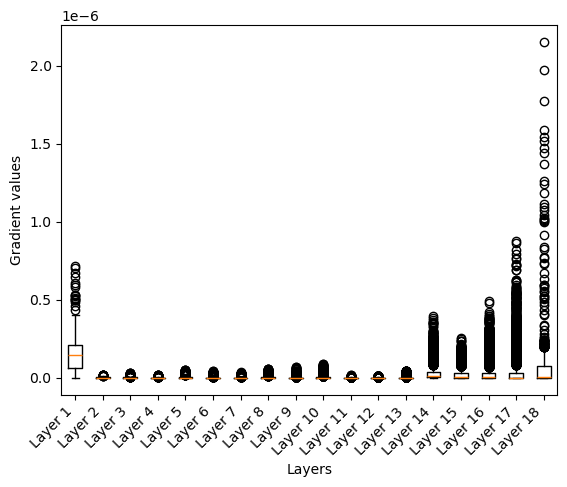 1e−6
2.0
1.5
1.0
0.5
0.0
Gradient values
Layer 1
Layer 2
Layer 3
Layer 4
Layer 5
Layer 6
Layer 7
Layer 8
Layer 9
Layer 10
Layer 11
Layer 12
Layer 13
Layer 14
Layer 15
Layer 16
Layer 17
Layer 18
Layers